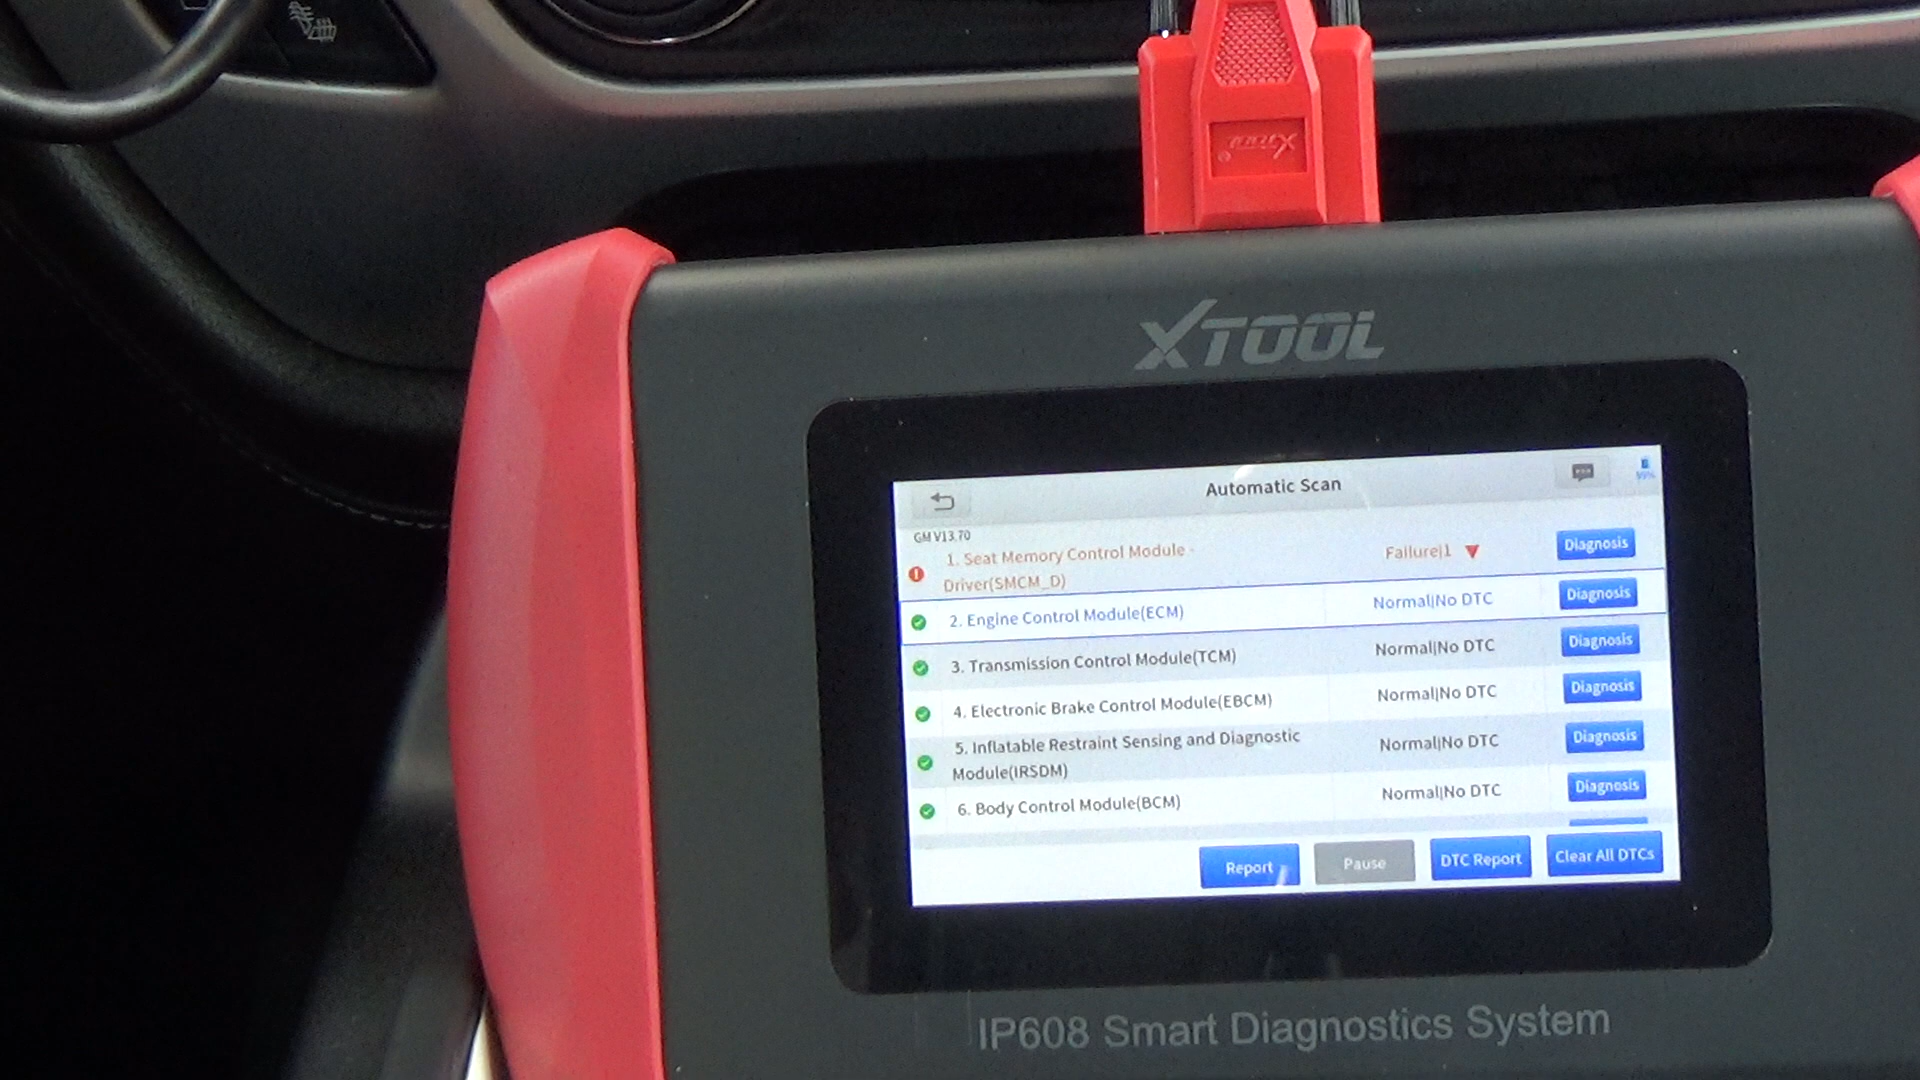 XTOOL
XTOOL
Automatic Scan
99%
GM V13.70
1. Seat Memory Control Module - Driver(SMCM_D)
Failure|1
Diagnosis
2. Engine Control Module(ECM)
Normal|No DTC
Diagnosis
3. Transmission Control Module(TCM)
Normal|No DTC
Diagnosis
4. Electronic Brake Control Module(EBCM)
Normal|No DTC
Diagnosis
5. Inflatable Restraint Sensing and Diagnostic Module(IRSDM)
Normal|No DTC
Diagnosis
6. Body Control Module(BCM)
Normal|No DTC
Diagnosis
Report
Pause
DTC Report
Clear All DTCs
IP608 Smart Diagnostics System